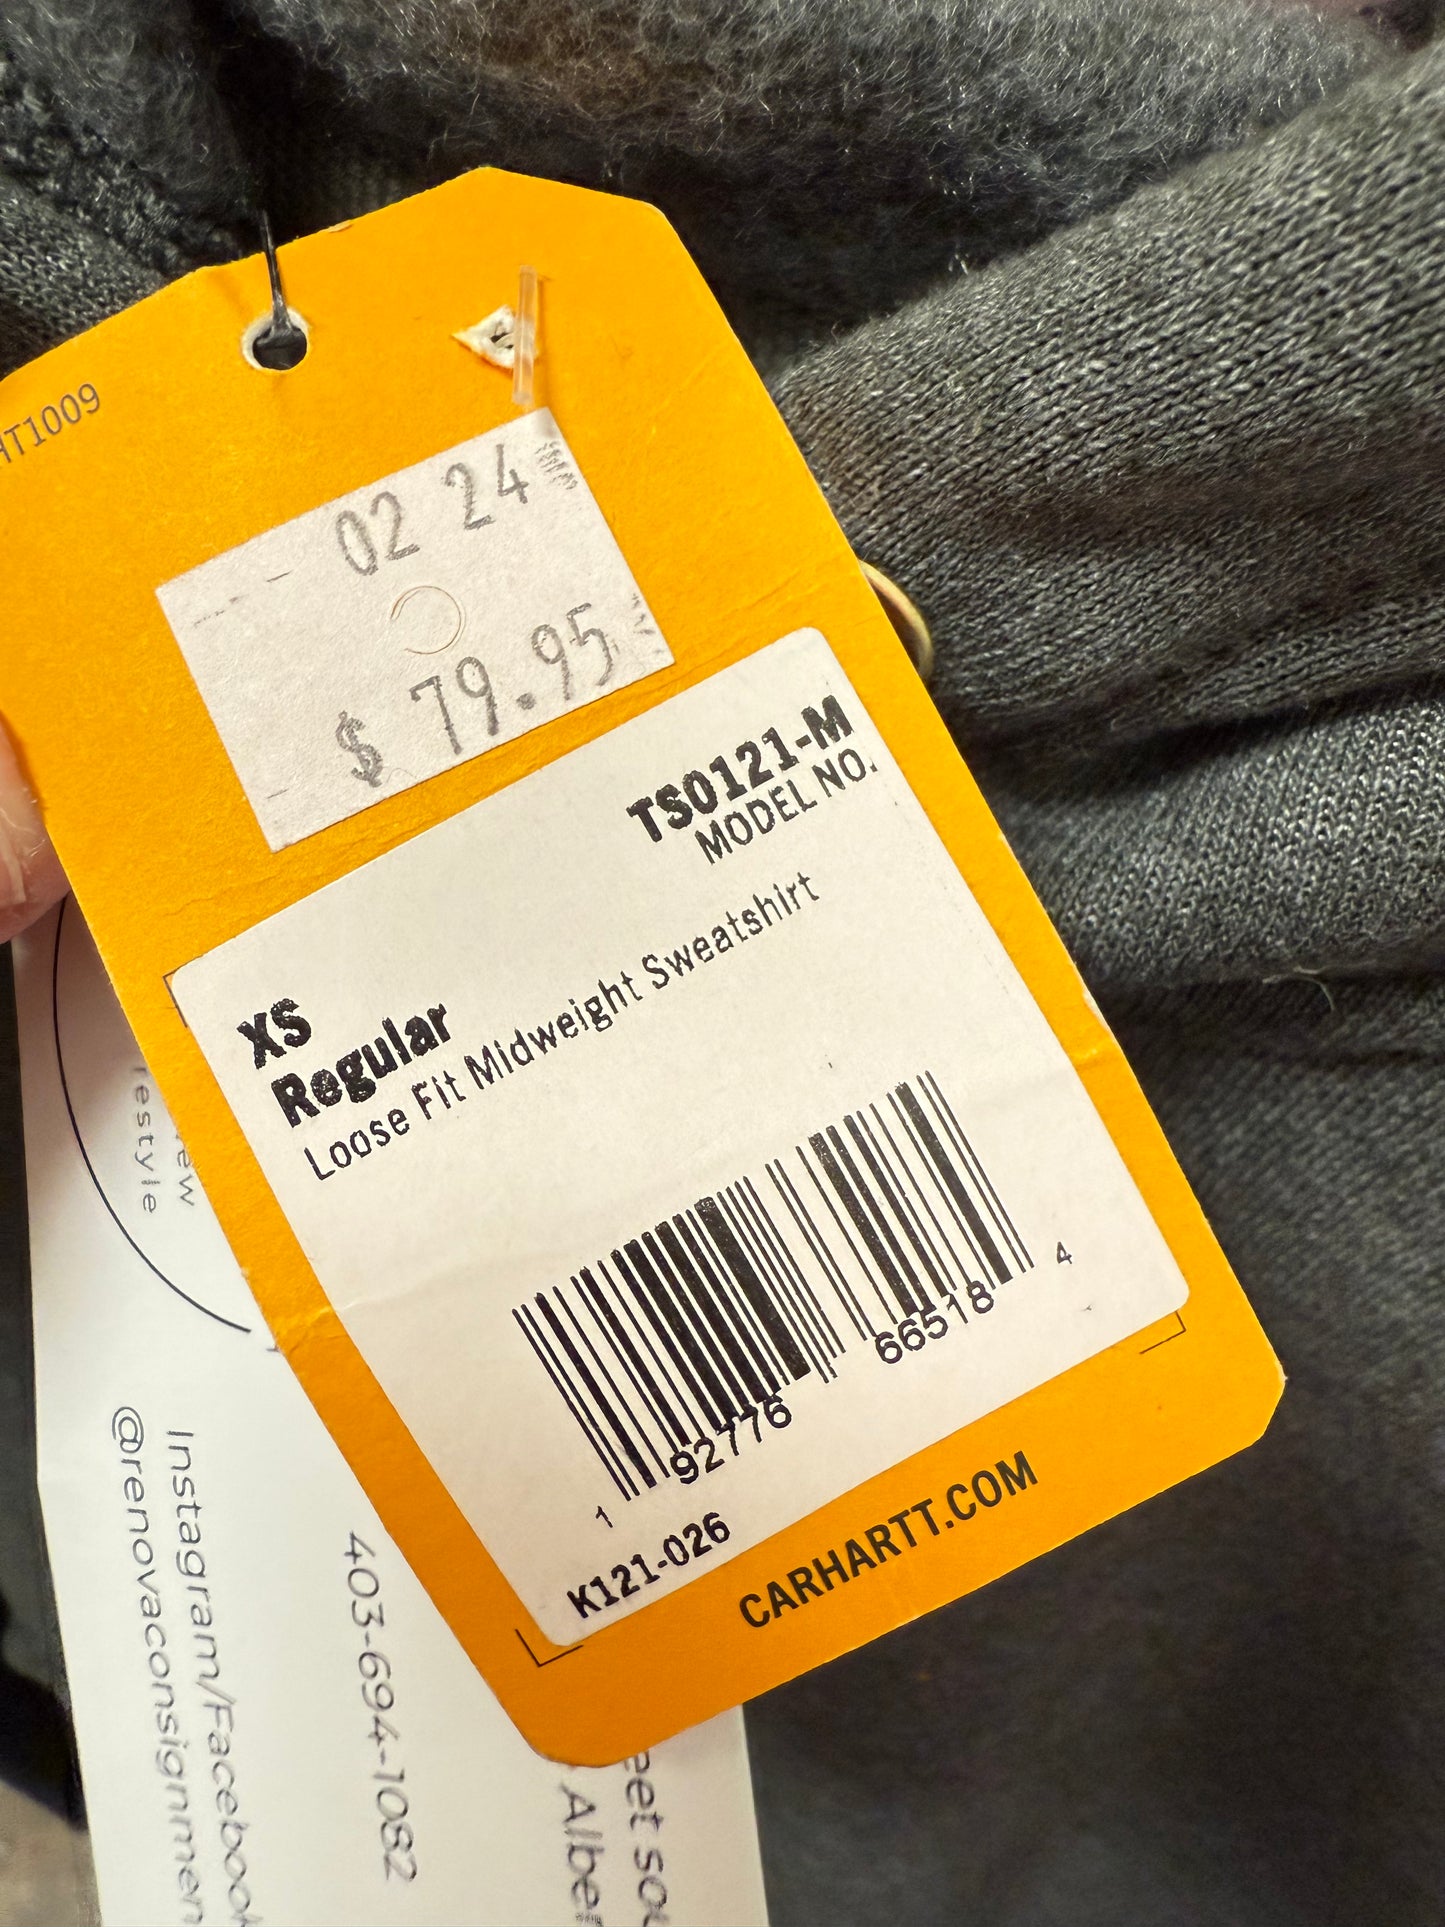 HT1009
02 24
$ 79.95
TS0121-M
MODEL NO.
XS
Regular
Loose Fit Midweight Sweatshirt
1 92776 66518 4
K121-026
CARHARTT.COM
403-694-1082
Instagram/Facebook
@renovaconsignmen